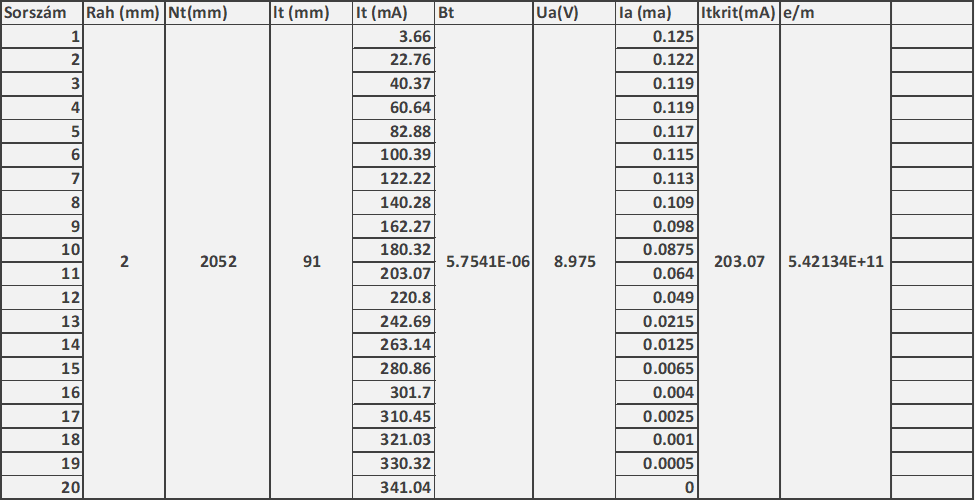 Sorszám Rah (mm) Nt(mm) lt (mm) It (mA) Bt Ua(V) Ia (ma) Itkrit(mA) e/m
1 3.66 0.125
2 22.76 0.122
3 40.37 0.119
4 60.64 0.119
5 82.88 0.117
6 100.39 0.115
7 122.22 0.113
8 140.28 0.109
9 162.27 0.098
10 2 2052 91 180.32 5.7541E-06 8.975 0.0875 203.07 5.42134E+11
11 203.07 0.064
12 220.8 0.049
13 242.69 0.0215
14 263.14 0.0125
15 280.86 0.0065
16 301.7 0.004
17 310.45 0.0025
18 321.03 0.001
19 330.32 0.0005
20 341.04 0